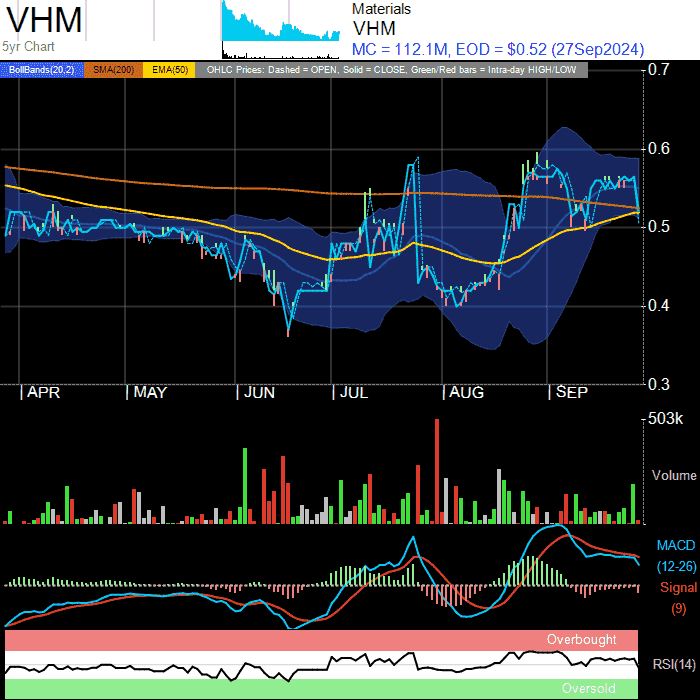 VHM
5yr Chart
Materials
VHM
MC = 112.1M, EOD = $0.52 (27Sep2024)
BollBands(20,2) SMA(200) EMA(50) OHLC Prices: Dashed = OPEN, Solid = CLOSE, Green/Red bars = Intra-day HIGH/LOW
0.7
0.6
0.5
0.4
0.3
APR MAY JUN JUL AUG SEP
503k
Volume
MACD
(12-26)
Signal
(9)
Overbought
RSI(14)
Oversold